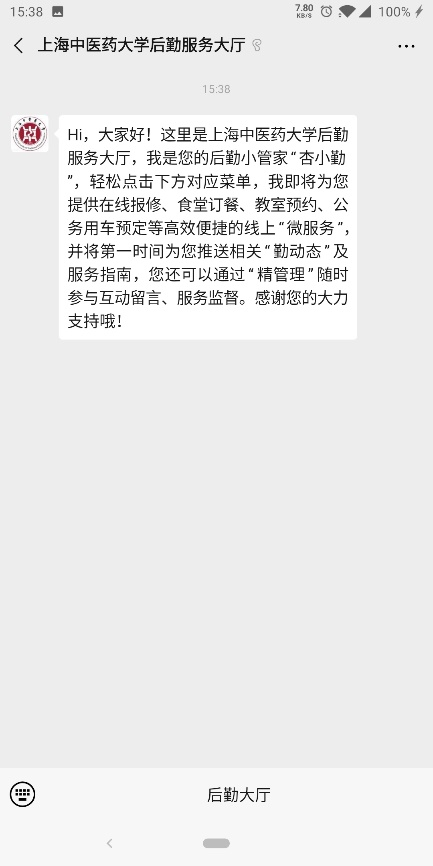 15:38
7.80
KB/S
100%
上海中医药大学后勤服务大厅
15:38
Hi，大家好！这里是上海中医药大学后勤
服务大厅，我是您的后勤小管家“杏小勤
”，轻松点击下方对应菜单，我即将为您
提供在线报修、食堂订餐、教室预约、公
务用车预定等高效便捷的线上“微服务”，
并将第一时间为您推送相关“勤动态”及
服务指南，您还可以通过“精管理”随时
参与互动留言、服务监督。感谢您的大力
支持哦！
后勤大厅